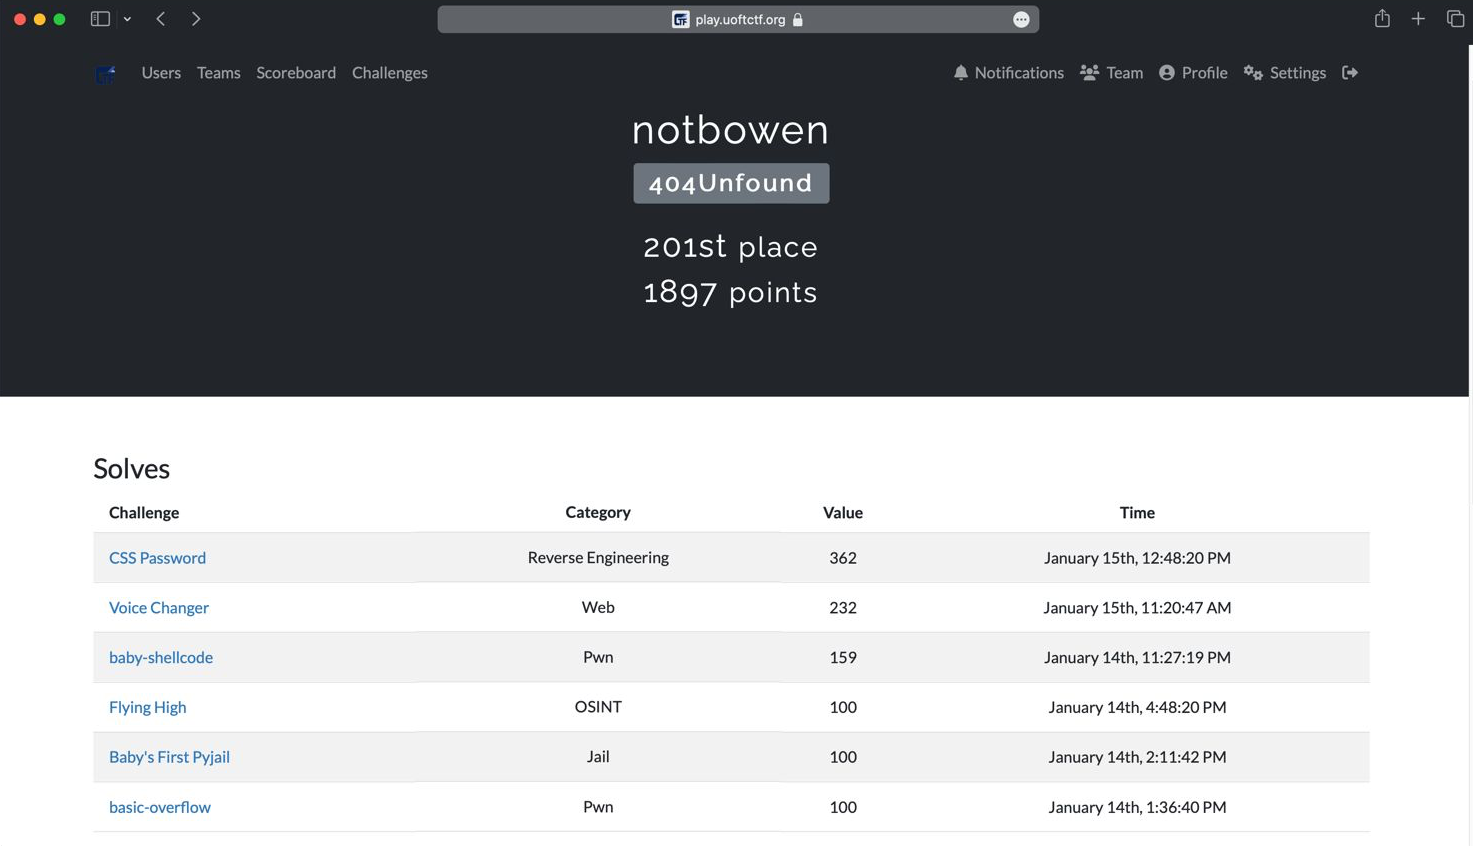 play.uoftctf.org
Users Teams Scoreboard Challenges Notifications Team Profile Settings
notbowen
404Unfound
201st place
1897 points
Solves
Challenge Category Value Time
CSS Password Reverse Engineering 362 January 15th, 12:48:20 PM
Voice Changer Web 232 January 15th, 11:20:47 AM
baby-shellcode Pwn 159 January 14th, 11:27:19 PM
Flying High OSINT 100 January 14th, 4:48:20 PM
Baby's First Pyjail Jail 100 January 14th, 2:11:42 PM
basic-overflow Pwn 100 January 14th, 1:36:40 PM